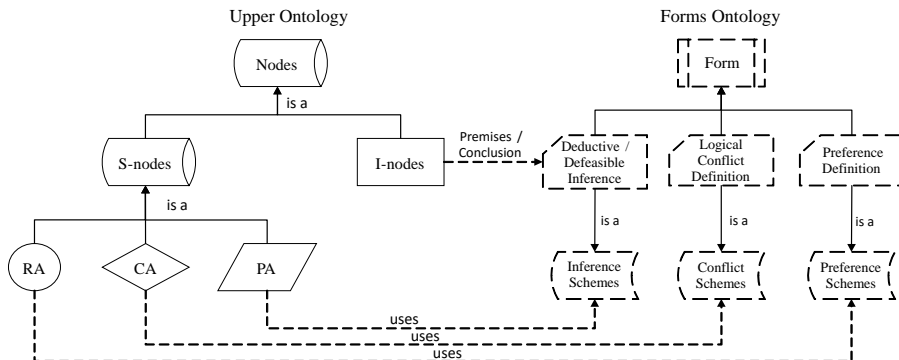 Upper Ontology
Forms Ontology
Nodes
Form
is a
S-nodes
I-nodes
Premises /
Conclusion
Deductive /
Defeasible
Inference
Logical
Conflict
Definition
Preference
Definition
is a
is a
is a
is a
RA
CA
PA
Inference
Schemes
Conflict
Schemes
Preference
Schemes
uses
uses
uses